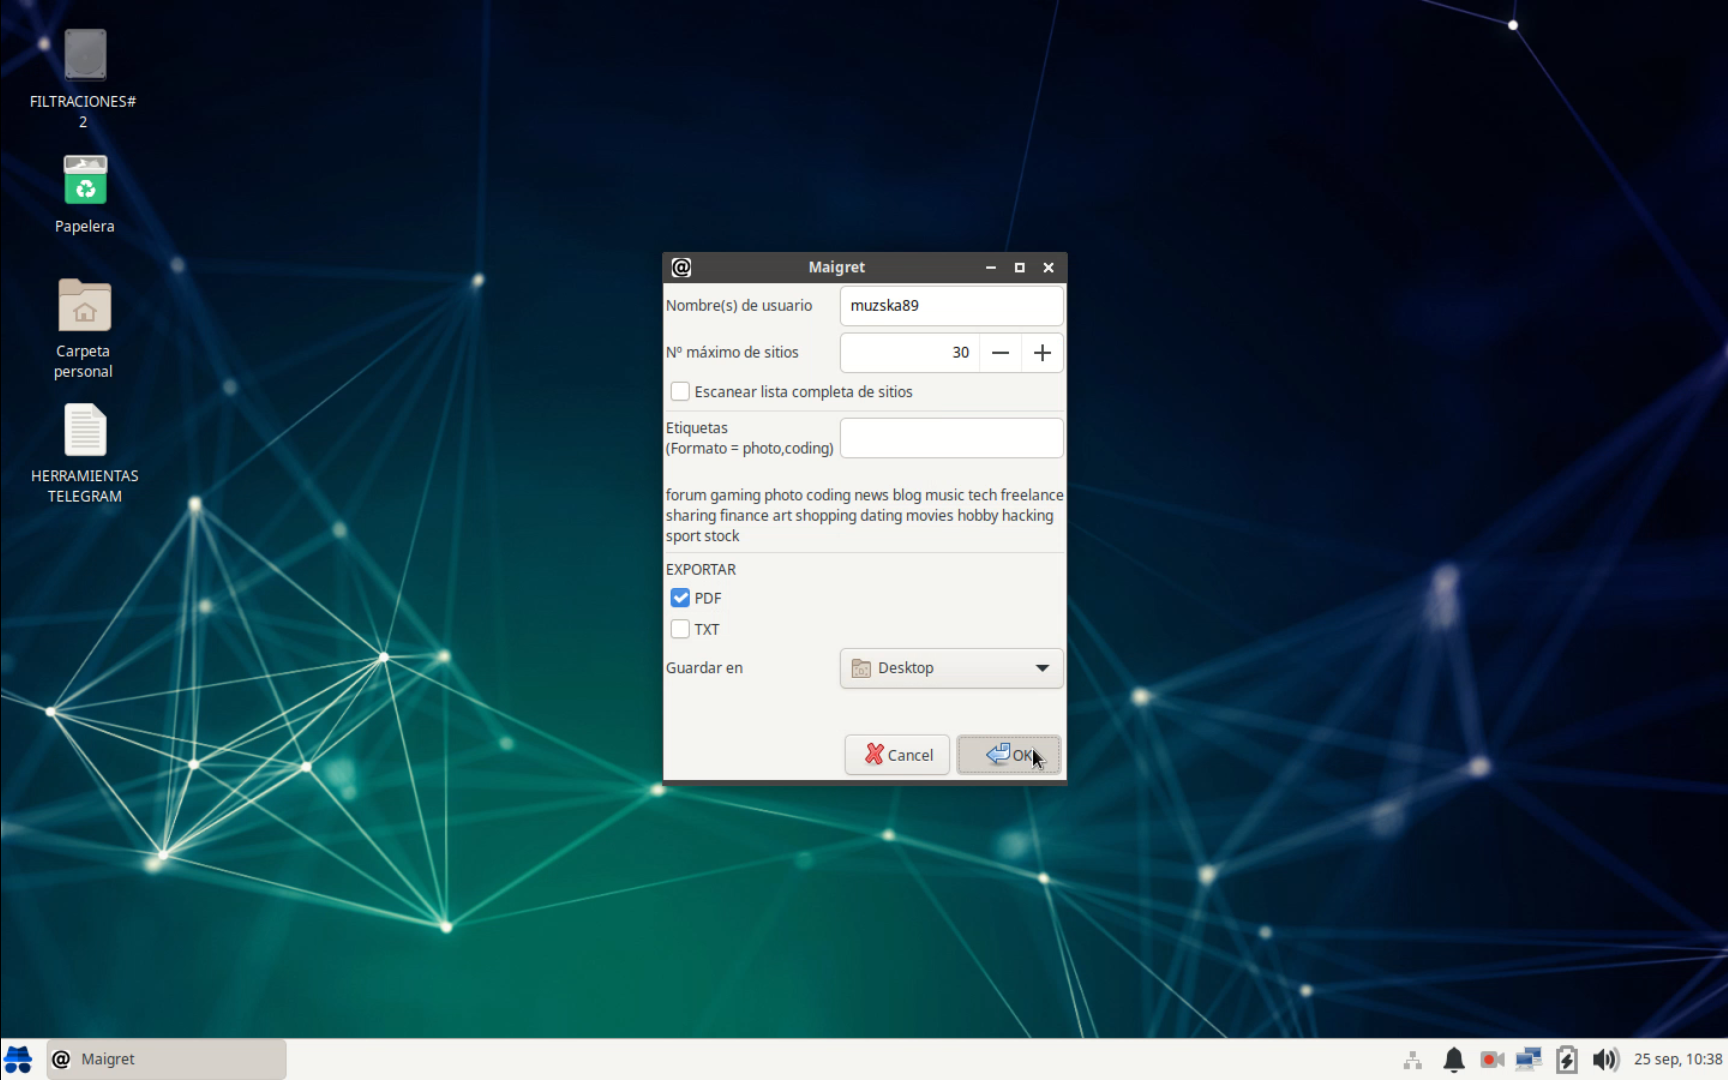 FILTRACIONES#
2
Papelera
Carpeta
personal
HERRAMIENTAS
TELEGRAM
@ Maigret
Nombre(s) de usuario muzska89
Nº máximo de sitios 30
Escanear lista completa de sitios
Etiquetas
(Formato = photo,coding)
forum gaming photo coding news blog music tech freelance
sharing finance art shopping dating movies hobby hacking
sport stock
EXPORTAR
PDF
TXT
Guardar en Desktop
Cancel OK
@ Maigret 25 sep, 10:38